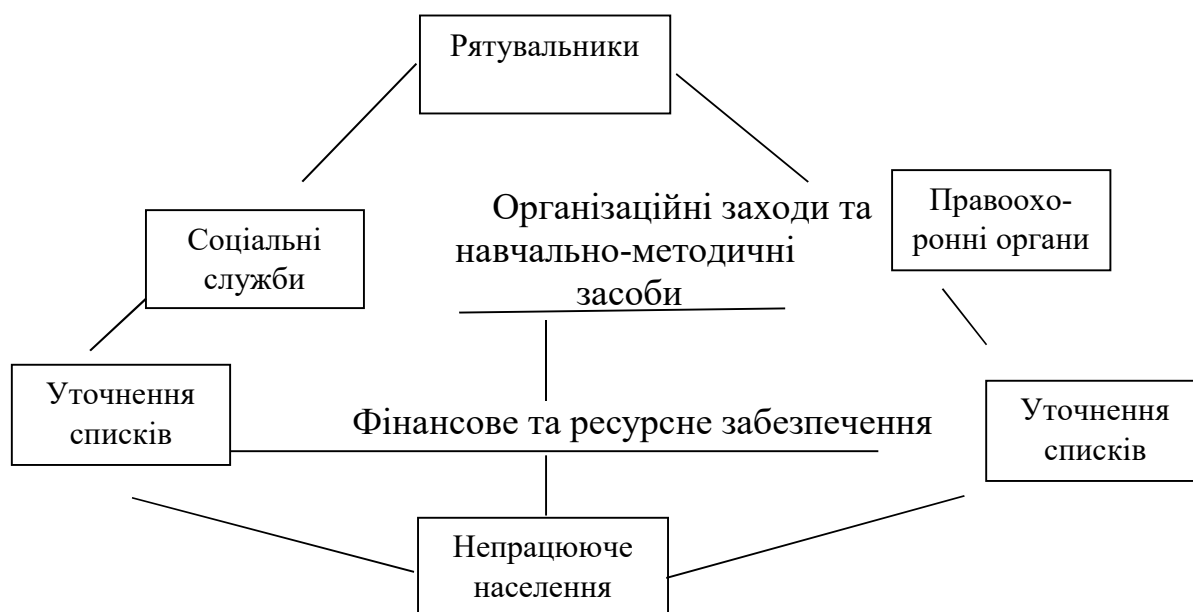 Рятувальники
Організаційні заходи та
навчально-методичні
засоби
Правоохо-
ронні органи
Соціальні
служби
Уточнення
списків
Фінансове та ресурсне забезпечення
Уточнення
списків
Непрацююче
населення